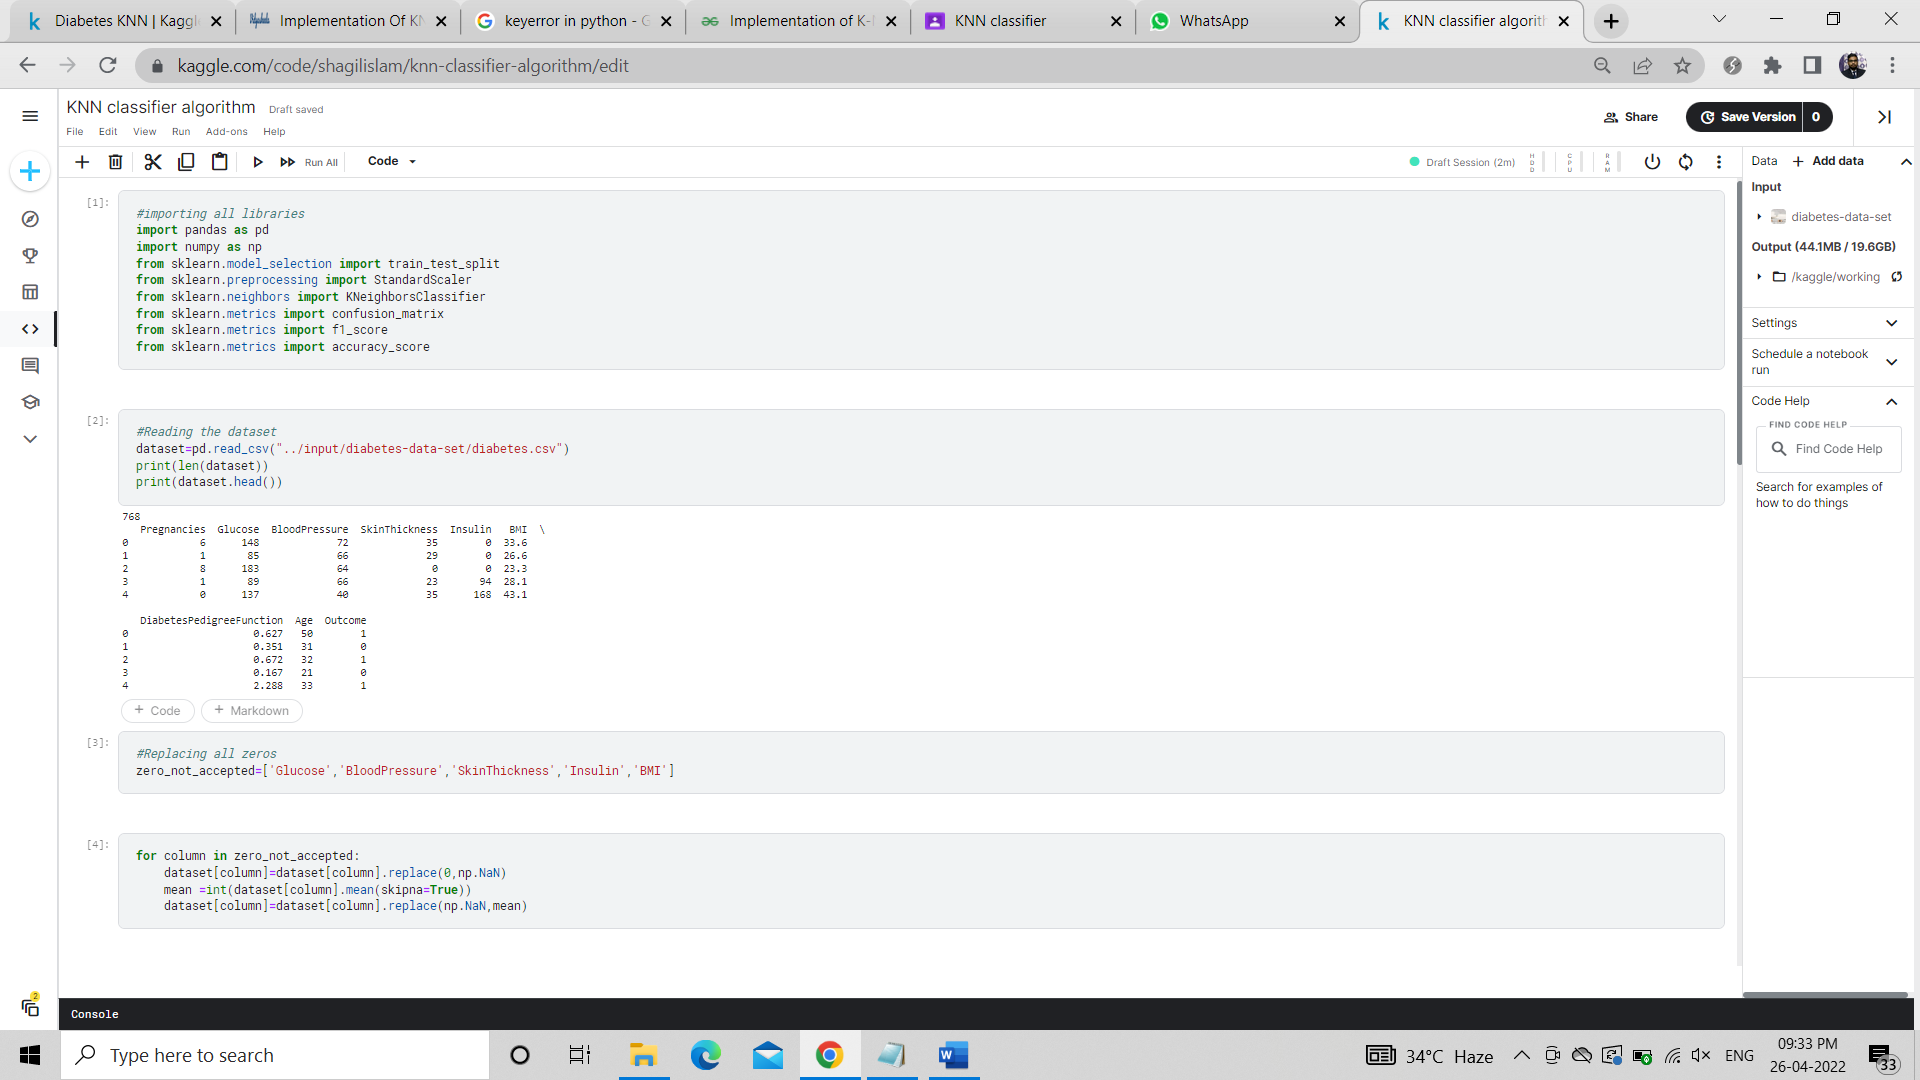 Diabetes KNN | Kaggl
Implementation Of KN
keyerror in python - G
Implementation of K-
KNN classifier
WhatsApp
KNN classifier algorith
kaggle.com/code/shagilislam/knn-classifier-algorithm/edit
KNN classifier algorithm Draft saved
File Edit View Run Add-ons Help
Share
Save Version 0
Run All Code
Draft Session (2m) HDD CPU RAM
[1]:
#importing all libraries
import pandas as pd
import numpy as np
from sklearn.model_selection import train_test_split
from sklearn.preprocessing import StandardScaler
from sklearn.neighbors import KNeighborsClassifier
from sklearn.metrics import confusion_matrix
from sklearn.metrics import f1_score
from sklearn.metrics import accuracy_score
[2]:
#Reading the dataset
dataset=pd.read_csv("../input/diabetes-data-set/diabetes.csv")
print(len(dataset))
print(dataset.head())
768
Pregnancies Glucose BloodPressure SkinThickness Insulin BMI \
0 6 148 72 35 0 33.6
1 1 85 66 29 0 26.6
2 8 183 64 0 0 23.3
3 1 89 66 23 94 28.1
4 0 137 40 35 168 43.1
DiabetesPedigreeFunction Age Outcome
0 0.627 50 1
1 0.351 31 0
2 0.672 32 1
3 0.167 21 0
4 2.288 33 1
+ Code + Markdown
[3]:
#Replacing all zeros
zero_not_accepted=['Glucose','BloodPressure','SkinThickness','Insulin','BMI']
[4]:
for column in zero_not_accepted:
dataset[column]=dataset[column].replace(0,np.NaN)
mean =int(dataset[column].mean(skipna=True))
dataset[column]=dataset[column].replace(np.NaN,mean)
Data + Add data
Input
diabetes-data-set
Output (44.1MB / 19.6GB)
/kaggle/working
Settings
Schedule a notebook
run
Code Help
FIND CODE HELP
Find Code Help
Search for examples of
how to do things
2
Console
Type here to search
34°C Haze
ENG
09:33 PM
26-04-2022
33